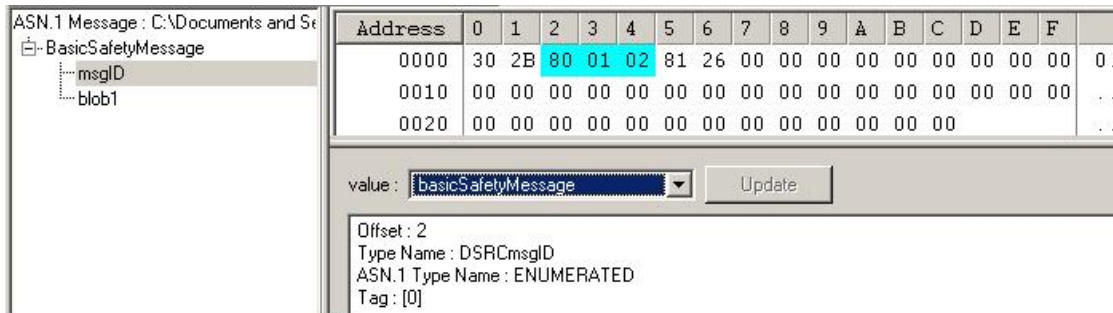 ASN.1 Message : C:\Documents and Se
BasicSafetyMessage
msgID
blob1
Address 0 1 2 3 4 5 6 7 8 9 A B C D E F
0000 30 2B 80 01 02 81 26 00 00 00 00 00 00 00 00 00 0.
0010 00 00 00 00 00 00 00 00 00 00 00 00 00 00 00 00 ..
0020 00 00 00 00 00 00 00 00 00 00 00 00 00 ..
value : basicSafetyMessage Update
Offset : 2
Type Name : DSRCmsgID
ASN.1 Type Name : ENUMERATED
Tag : [0]